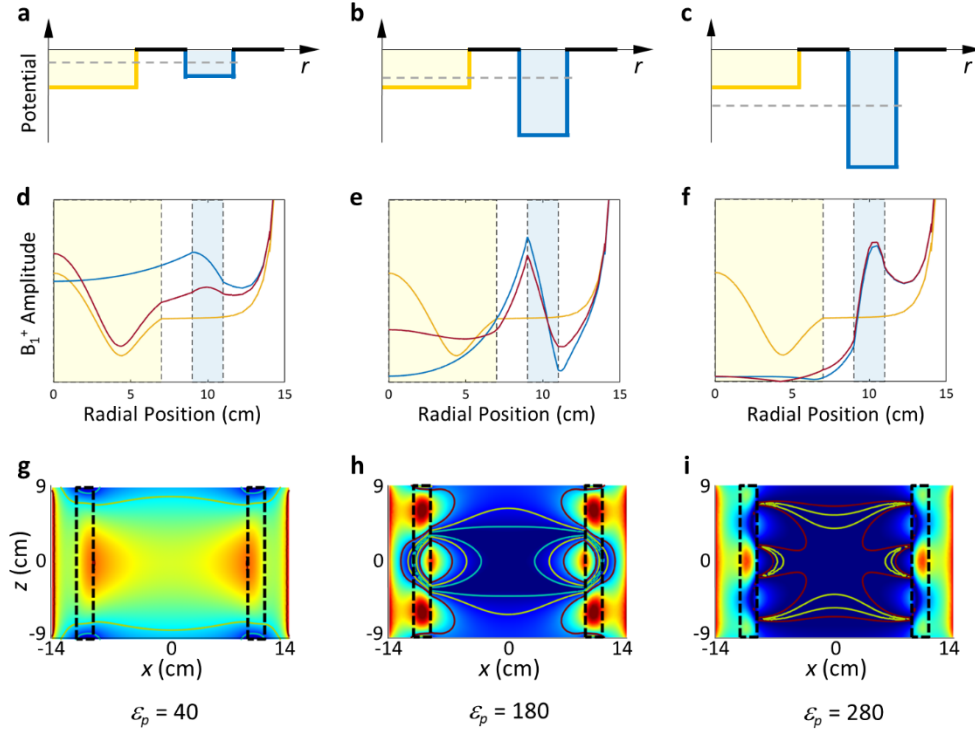 a
b
c
Potential
r
r
r
d
e
f
B₁⁺ Amplitude
0
5
10
15
0
5
10
15
0
5
10
15
Radial Position (cm)
Radial Position (cm)
Radial Position (cm)
g
h
i
z (cm)
9
0
-9
9
0
-9
9
0
-9
-14
0
14
-14
0
14
-14
0
14
x (cm)
x (cm)
x (cm)
εp = 40
εp = 180
εp = 280